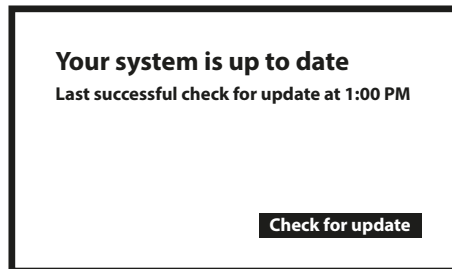 Your system is up to date
Last successful check for update at 1:00 PM
Check for update